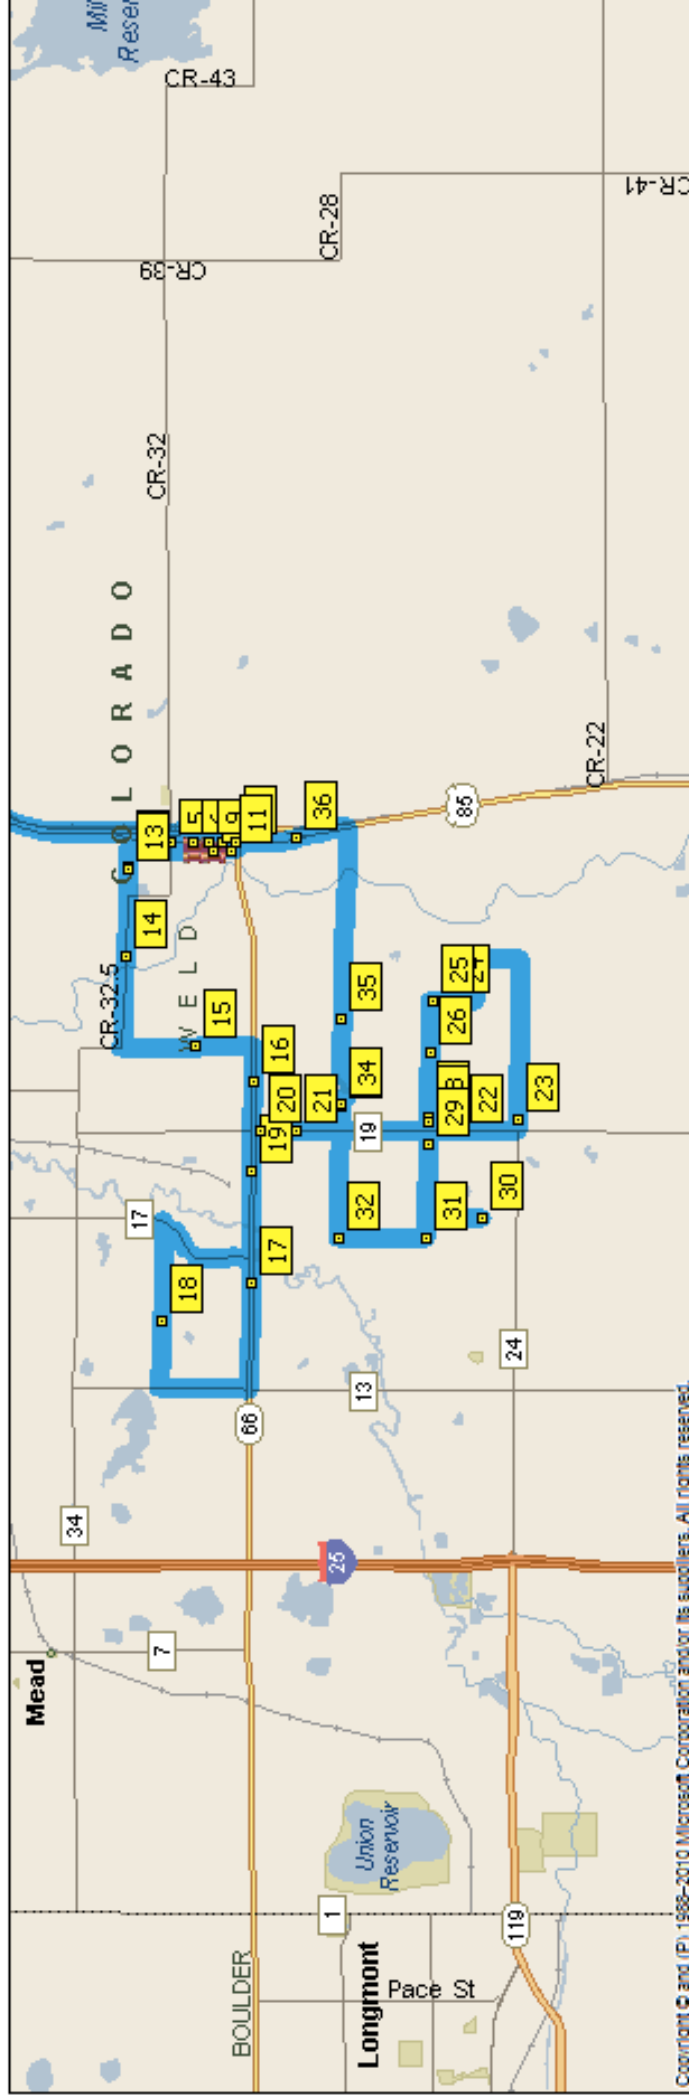 Mead
34
7
25
BOULDER
1
Union
Reservoir
Longmont
Pace St
119
66
13
24
17
18
17
19
20
21
16
15
14
13
CR-32.5
COLORADO
WELD
5
9
11
36
35
34
19
32
31
30
29
22
23
26
25
85
CR-22
CR-32
CR-39
CR-28
CR-41
CR-43
Copyright © and (P) 1988–2010 Microsoft Corporation and/or its suppliers. All rights reserved.